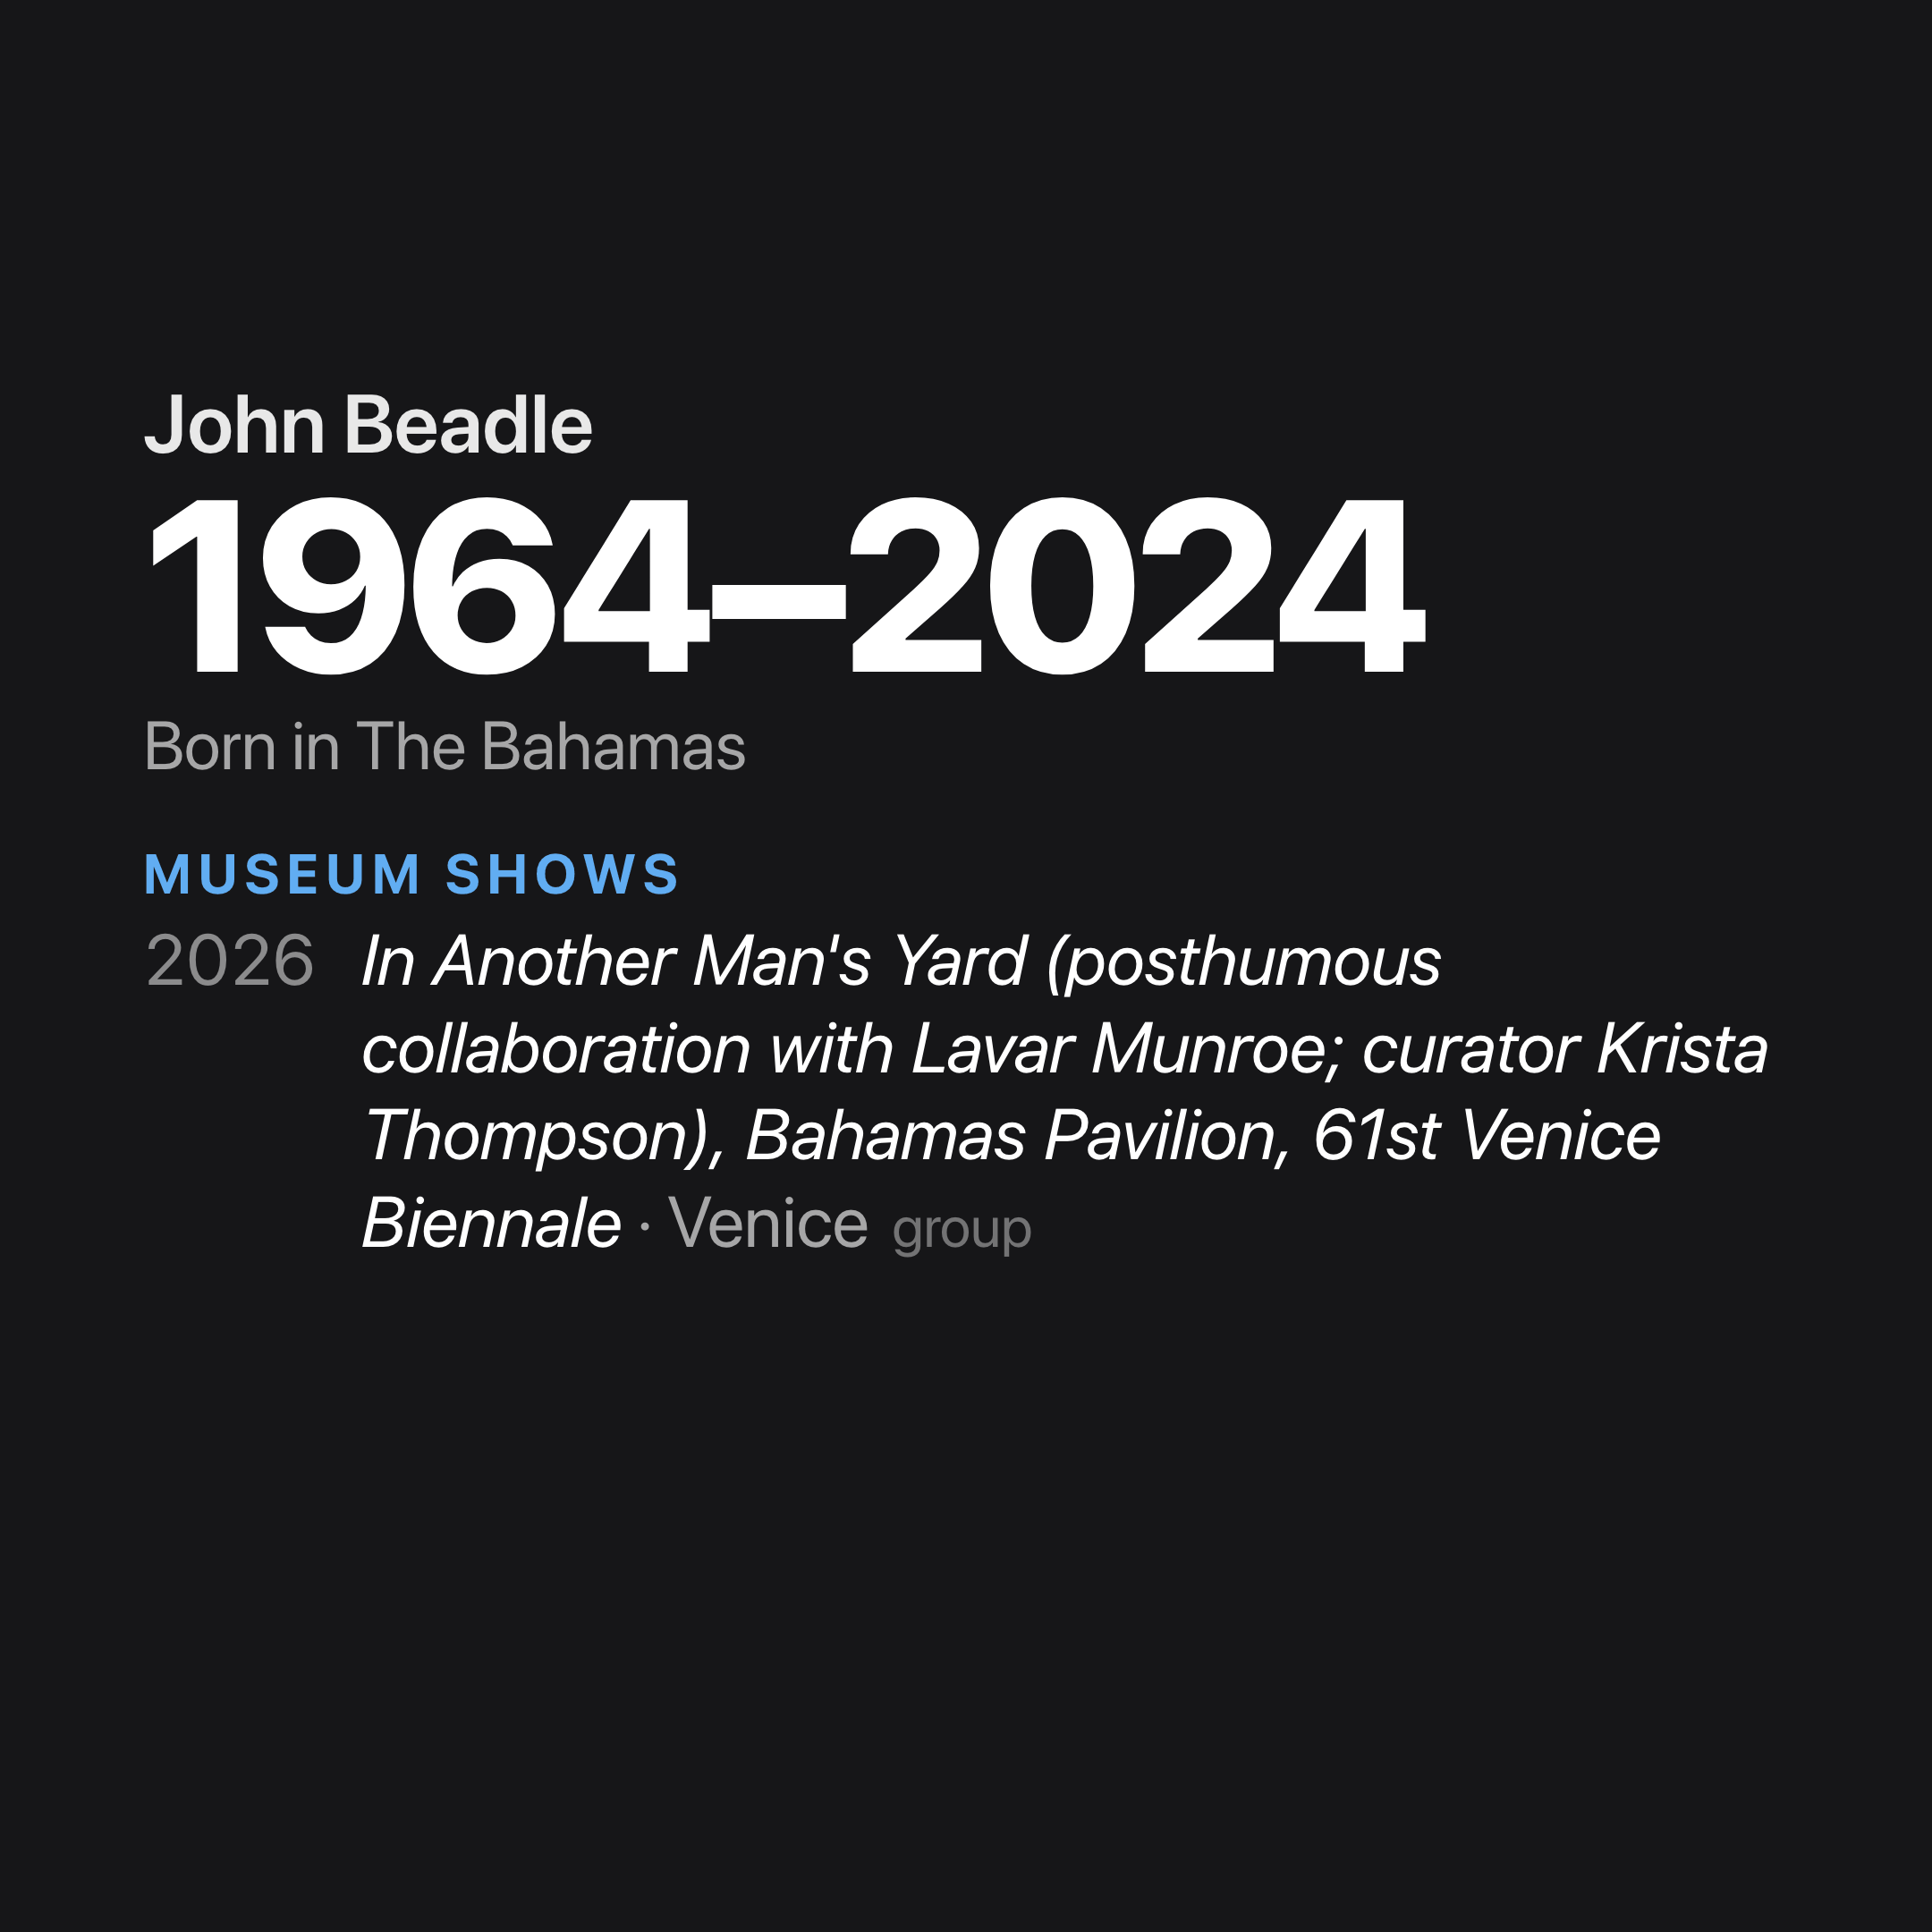 John Beadle
1964–2024
Born in The Bahamas
MUSEUM SHOWS
2026 In Another Man's Yard (posthumous
collaboration with Lavar Munroe; curator Krista
Thompson), Bahamas Pavilion, 61st Venice
Biennale · Venice group